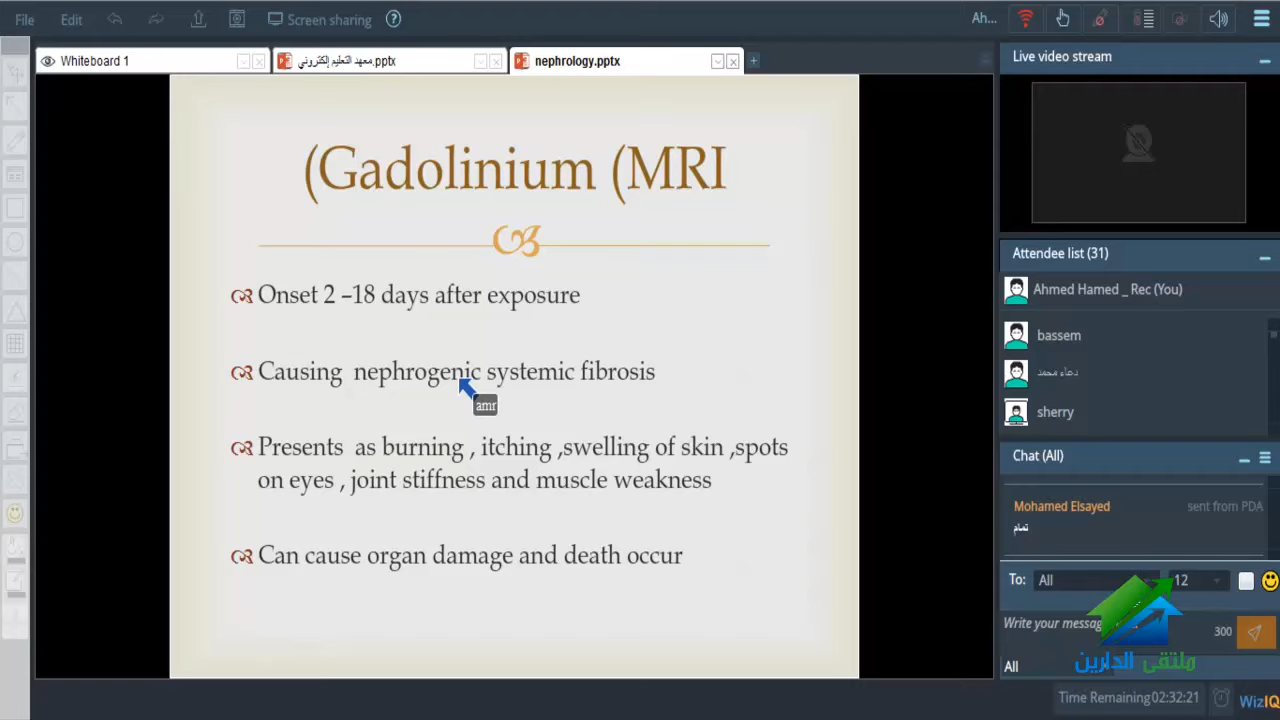 File Edit Screen sharing ? Ah...
Whiteboard 1 معهد التعليم إلكتروني.pptx nephrology.pptx +
Live video stream
(Gadolinium (MRI
Onset 2 –18 days after exposure
Causing nephrogenic systemic fibrosis
amr
Presents as burning , itching ,swelling of skin ,spots
on eyes , joint stiffness and muscle weakness
Can cause organ damage and death occur
Attendee list (31)
Ahmed Hamed _ Rec (You)
bassem
دعاء محمد
sherry
Chat (All)
Mohamed Elsayed sent from PDA
تمام
To: All 12
Write your messag
300
ملتقى الدارين
All
Time Remaining 02:32:21
WizIQ